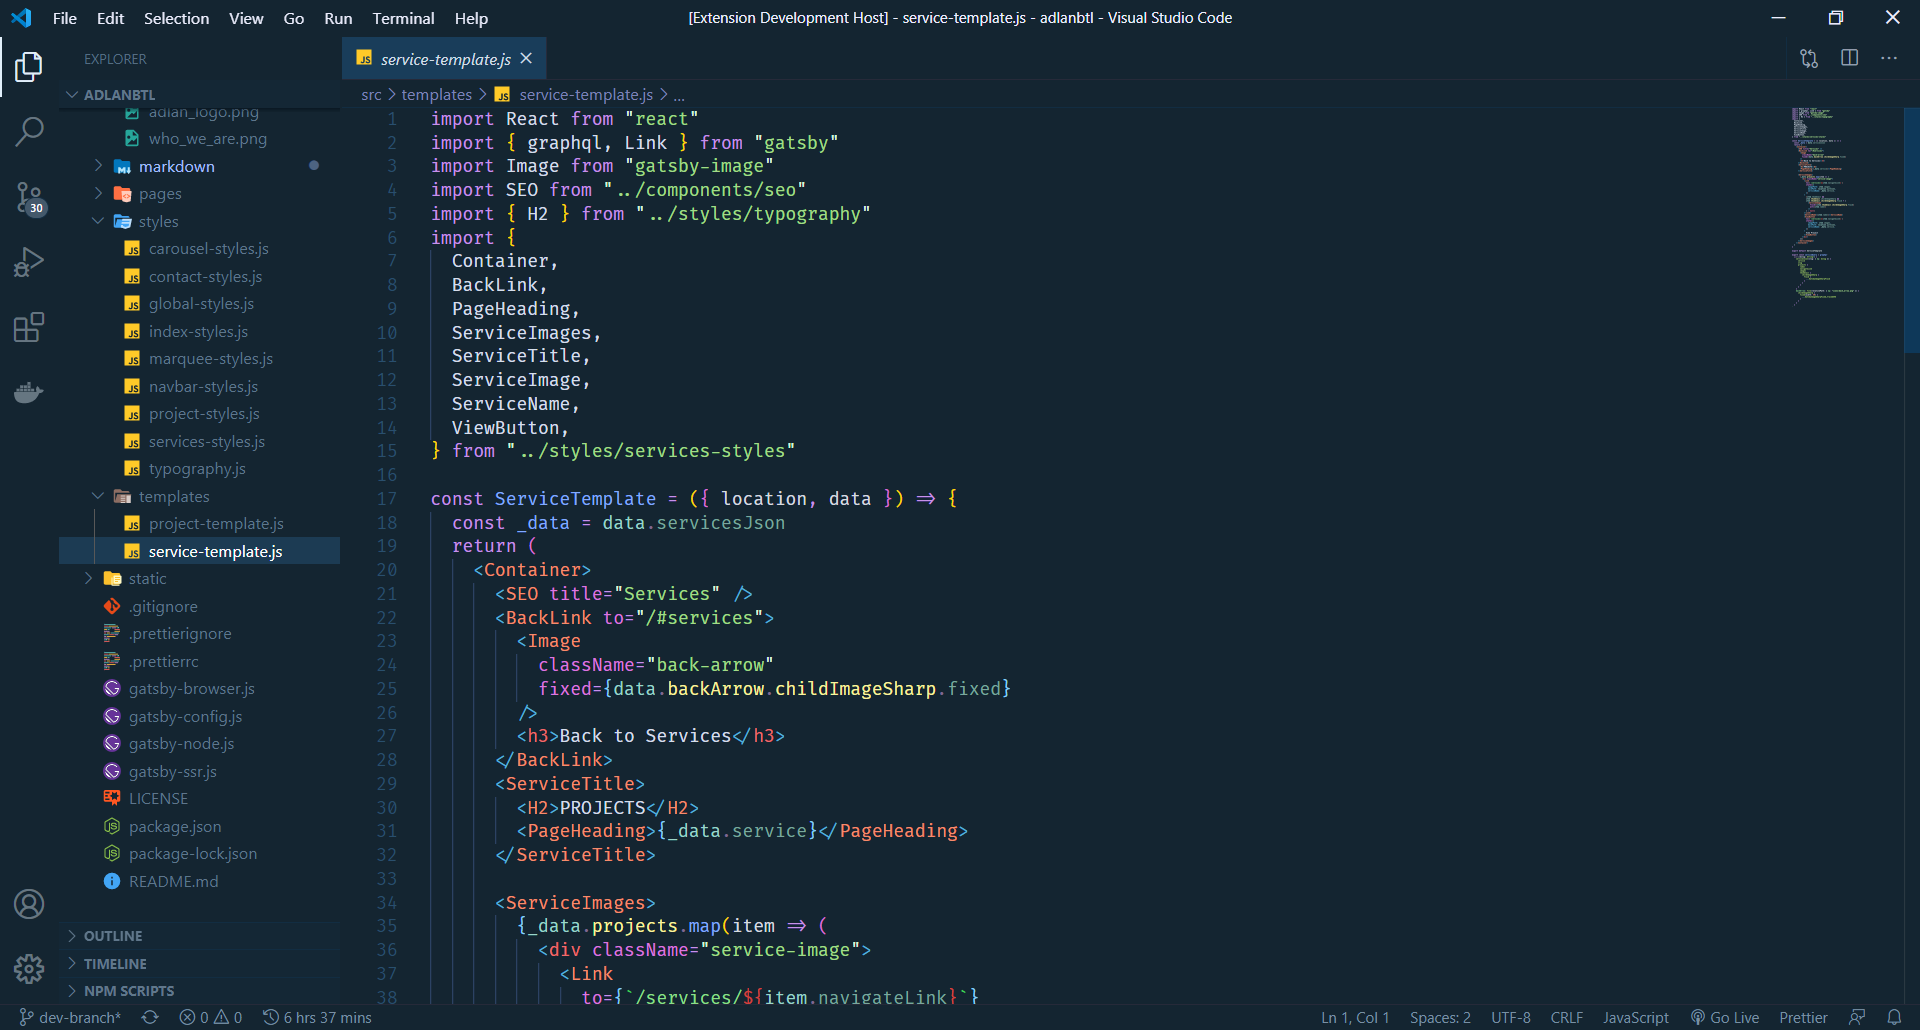 File Edit Selection View Go Run Terminal Help
[Extension Development Host] - service-template.js - adlanbtl - Visual Studio Code
EXPLORER
ADLANBTL
adlan_logo.png
who_we_are.png
markdown
pages
styles
carousel-styles.js
contact-styles.js
global-styles.js
index-styles.js
marquee-styles.js
navbar-styles.js
project-styles.js
services-styles.js
typography.js
templates
project-template.js
service-template.js
static
.gitignore
.prettierignore
.prettierrc
gatsby-browser.js
gatsby-config.js
gatsby-node.js
gatsby-ssr.js
LICENSE
package.json
package-lock.json
README.md
OUTLINE
TIMELINE
NPM SCRIPTS
30
JS service-template.js
src > templates > JS service-template.js > ...
1 import React from "react"
2 import { graphql, Link } from "gatsby"
3 import Image from "gatsby-image"
4 import SEO from "../components/seo"
5 import { H2 } from "../styles/typography"
6 import {
7 Container,
8 BackLink,
9 PageHeading,
10 ServiceImages,
11 ServiceTitle,
12 ServiceImage,
13 ServiceName,
14 ViewButton,
15 } from "../styles/services-styles"
16
17 const ServiceTemplate = ({ location, data }) => {
18 const _data = data.servicesJson
19 return (
20 <Container>
21 <SEO title="Services" />
22 <BackLink to="/#services">
23 <Image
24 className="back-arrow"
25 fixed={data.backArrow.childImageSharp.fixed}
26 />
27 <h3>Back to Services</h3>
28 </BackLink>
29 <ServiceTitle>
30 <H2>PROJECTS</H2>
31 <PageHeading>{_data.service}</PageHeading>
32 </ServiceTitle>
33
34 <ServiceImages>
35 {_data.projects.map(item => (
36 <div className="service-image">
37 <Link
38 to={`/services/${item.navigateLink}`}
dev-branch* 0 0 6 hrs 37 mins
Ln 1, Col 1 Spaces: 2 UTF-8 CRLF JavaScript Go Live Prettier